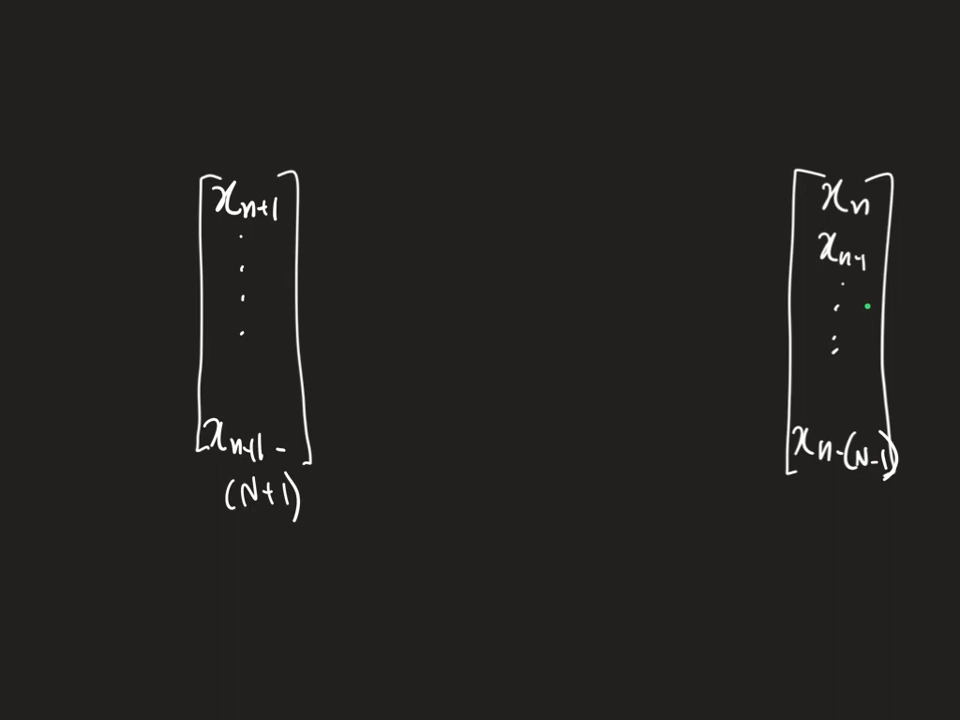 x_{n+1}
x_{n+1} -
(N+1)
x_n
x_{n-1}
x_{n-(N-1)}